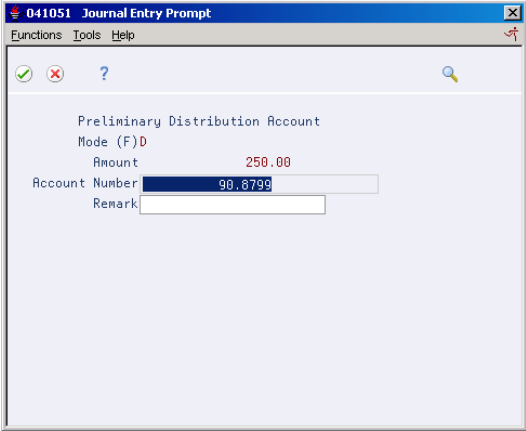 041051 Journal Entry Prompt
Functions Tools Help
?
Preliminary Distribution Account
Mode (F)D
Amount 250.00
Account Number 90.8799
Remark